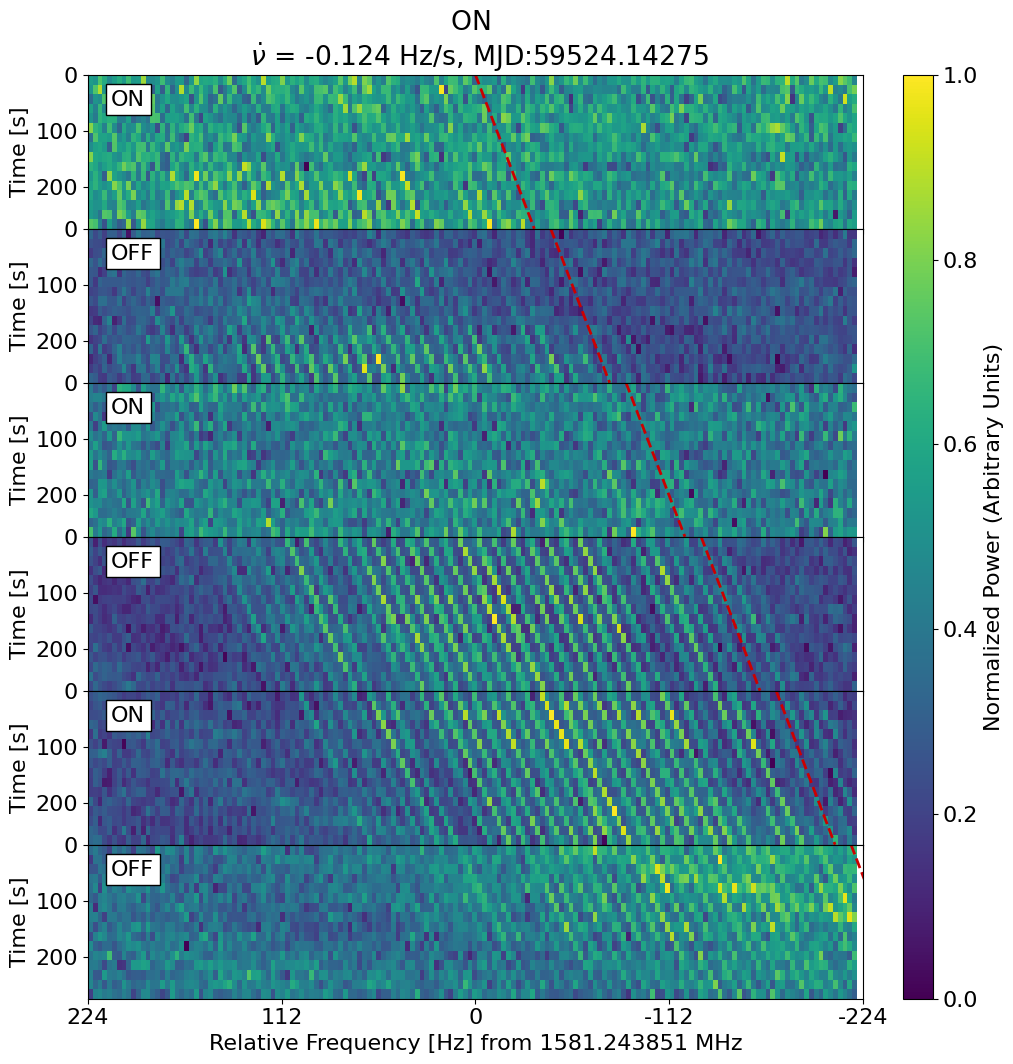 ON
ν̇ = -0.124 Hz/s, MJD:59524.14275
0
ON
100
Time [s]
200
0
OFF
100
Time [s]
200
0
ON
100
Time [s]
200
0
OFF
100
Time [s]
200
0
ON
100
Time [s]
200
0
OFF
100
Time [s]
200
224 112 0 -112 -224
Relative Frequency [Hz] from 1581.243851 MHz
1.0
0.8
0.6
0.4
0.2
0.0
Normalized Power (Arbitrary Units)